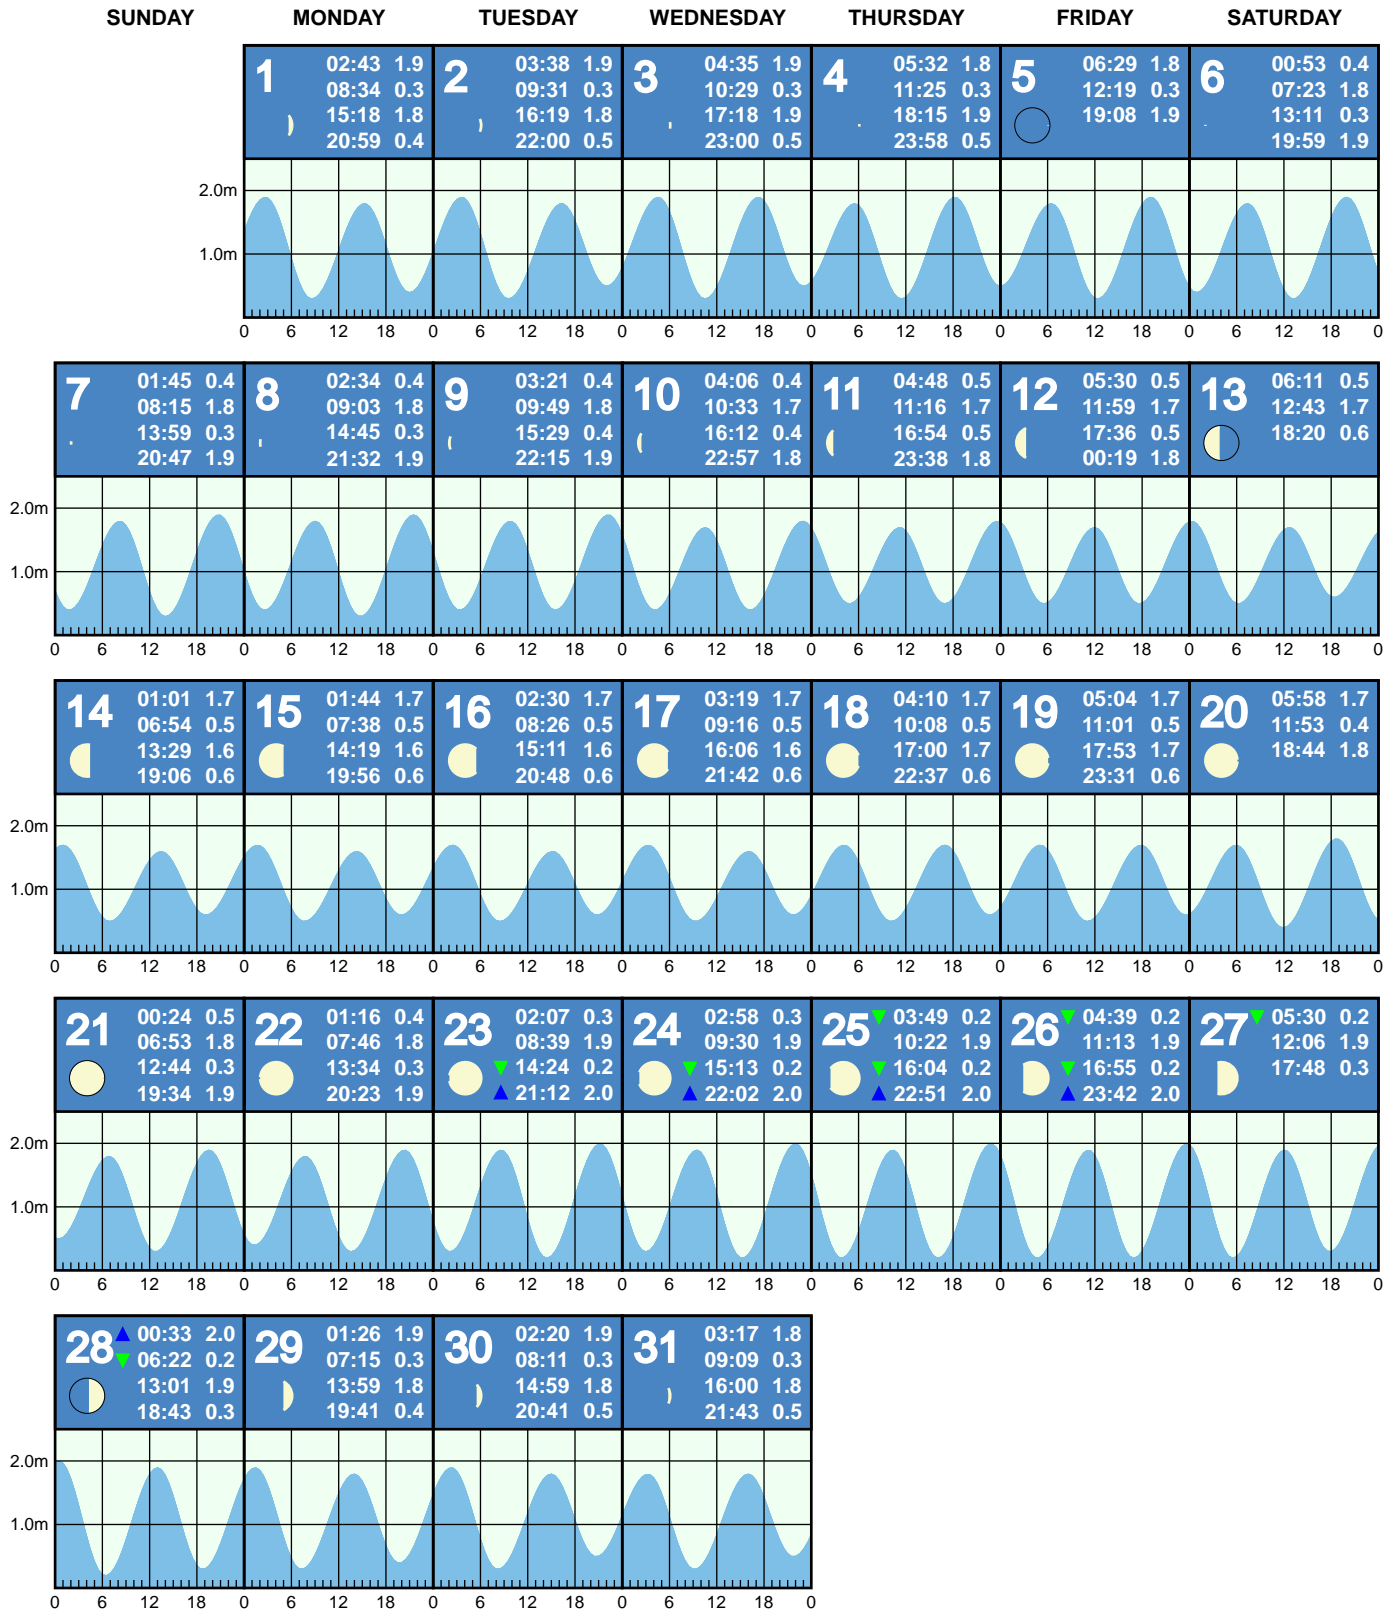 SUNDAY MONDAY TUESDAY WEDNESDAY THURSDAY FRIDAY SATURDAY
1 02:43 1.9
08:34 0.3
15:18 1.8
20:59 0.4
2 03:38 1.9
09:31 0.3
16:19 1.8
22:00 0.5
3 04:35 1.9
10:29 0.3
17:18 1.9
23:00 0.5
4 05:32 1.8
11:25 0.3
18:15 1.9
23:58 0.5
5 06:29 1.8
12:19 0.3
19:08 1.9
6 00:53 0.4
07:23 1.8
13:11 0.3
19:59 1.9
2.0m
1.0m
0 6 12 18 0 6 12 18 0 6 12 18 0 6 12 18 0 6 12 18 0 6 12 18 0
7 01:45 0.4
08:15 1.8
13:59 0.3
20:47 1.9
8 02:34 0.4
09:03 1.8
14:45 0.3
21:32 1.9
9 03:21 0.4
09:49 1.8
15:29 0.4
22:15 1.9
10 04:06 0.4
10:33 1.7
16:12 0.4
22:57 1.8
11 04:48 0.5
11:16 1.7
16:54 0.5
23:38 1.8
12 05:30 0.5
11:59 1.7
17:36 0.5
00:19 1.8
13 06:11 0.5
12:43 1.7
18:20 0.6
2.0m
1.0m
0 6 12 18 0 6 12 18 0 6 12 18 0 6 12 18 0 6 12 18 0 6 12 18 0 6 12 18 0
14 01:01 1.7
06:54 0.5
13:29 1.6
19:06 0.6
15 01:44 1.7
07:38 0.5
14:19 1.6
19:56 0.6
16 02:30 1.7
08:26 0.5
15:11 1.6
20:48 0.6
17 03:19 1.7
09:16 0.5
16:06 1.6
21:42 0.6
18 04:10 1.7
10:08 0.5
17:00 1.7
22:37 0.6
19 05:04 1.7
11:01 0.5
17:53 1.7
23:31 0.6
20 05:58 1.7
11:53 0.4
18:44 1.8
2.0m
1.0m
0 6 12 18 0 6 12 18 0 6 12 18 0 6 12 18 0 6 12 18 0 6 12 18 0 6 12 18 0
21 00:24 0.5
06:53 1.8
12:44 0.3
19:34 1.9
22 01:16 0.4
07:46 1.8
13:34 0.3
20:23 1.9
23 02:07 0.3
08:39 1.9
14:24 0.2
21:12 2.0
24 02:58 0.3
09:30 1.9
15:13 0.2
22:02 2.0
25 03:49 0.2
10:22 1.9
16:04 0.2
22:51 2.0
26 04:39 0.2
11:13 1.9
16:55 0.2
23:42 2.0
27 05:30 0.2
12:06 1.9
17:48 0.3
2.0m
1.0m
0 6 12 18 0 6 12 18 0 6 12 18 0 6 12 18 0 6 12 18 0 6 12 18 0 6 12 18 0
28 00:33 2.0
06:22 0.2
13:01 1.9
18:43 0.3
29 01:26 1.9
07:15 0.3
13:59 1.8
19:41 0.4
30 02:20 1.9
08:11 0.3
14:59 1.8
20:41 0.5
31 03:17 1.8
09:09 0.3
16:00 1.8
21:43 0.5
2.0m
1.0m
0 6 12 18 0 6 12 18 0 6 12 18 0 6 12 18 0